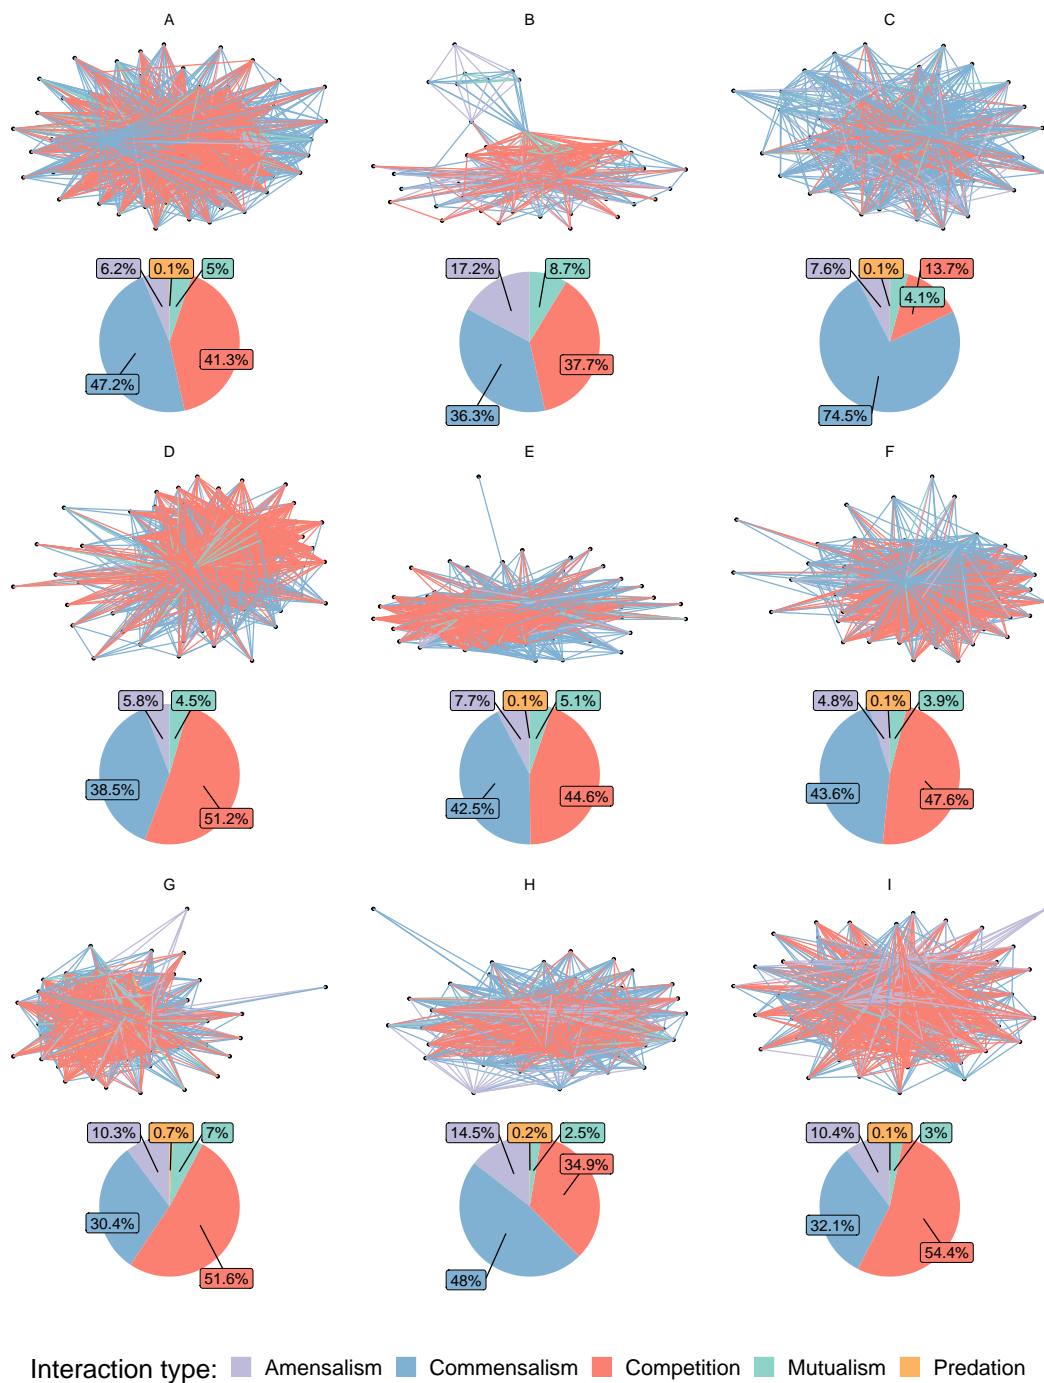 A B C
6.2% 0.1% 5% 17.2% 8.7% 7.6% 0.1% 13.7%
4.1%
41.3% 37.7%
47.2% 36.3% 74.5%
D E F
5.8% 4.5% 7.7% 0.1% 5.1% 4.8% 0.1% 3.9%
38.5% 44.6% 43.6% 47.6%
51.2% 42.5%
G H I
10.3% 0.7% 7% 14.5% 0.2% 2.5% 10.4% 0.1% 3%
34.9%
30.4% 32.1%
51.6% 48% 54.4%
Interaction type: Amensalism Commensalism Competition Mutualism Predation